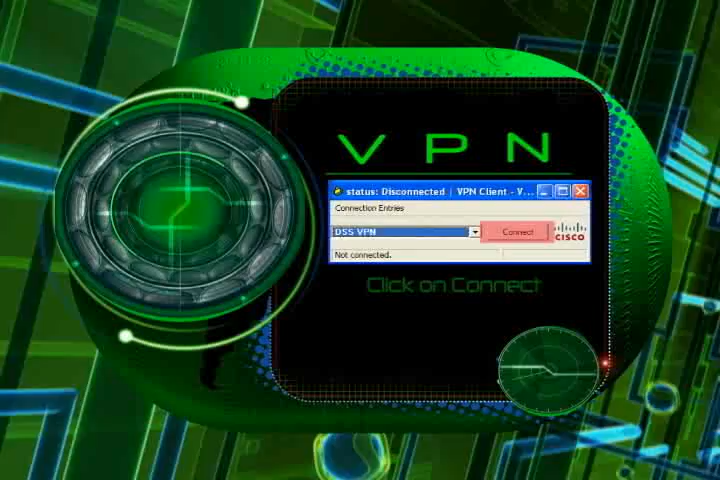 VPN
status: Disconnected | VPN Client - V...
Connection Entries
DSS VPN
Connect
CISCO
Not connected.
Click on Connect